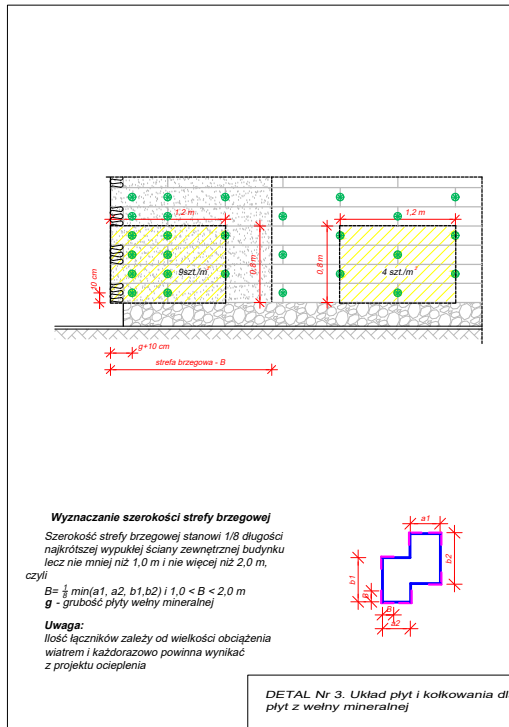 1,2 m
1,2 m
9szt./m²
0,8 m
0,8 m
4 szt./m²
10 cm
g+10 cm
strefa brzegowa - B
Wyznaczanie szerokości strefy brzegowej
Szerokość strefy brzegowej stanowi 1/8 długości
najkrótszej wypukłej ściany zewnętrznej budynku
lecz nie mniej niż 1,0 m i nie więcej niż 2,0 m,
czyli
B= 1/8 min(a1, a2, b1,b2) i 1,0 < B < 2,0 m
g - grubość płyty wełny mineralnej
Uwaga:
Ilość łączników zależy od wielkości obciążenia
wiatrem i każdorazowo powinna wynikać
z projektu ocieplenia
a1
b1
b2
B
B
a2
DETAL Nr 3. Układ płyt i kołkowania dl
płyt z wełny mineralnej